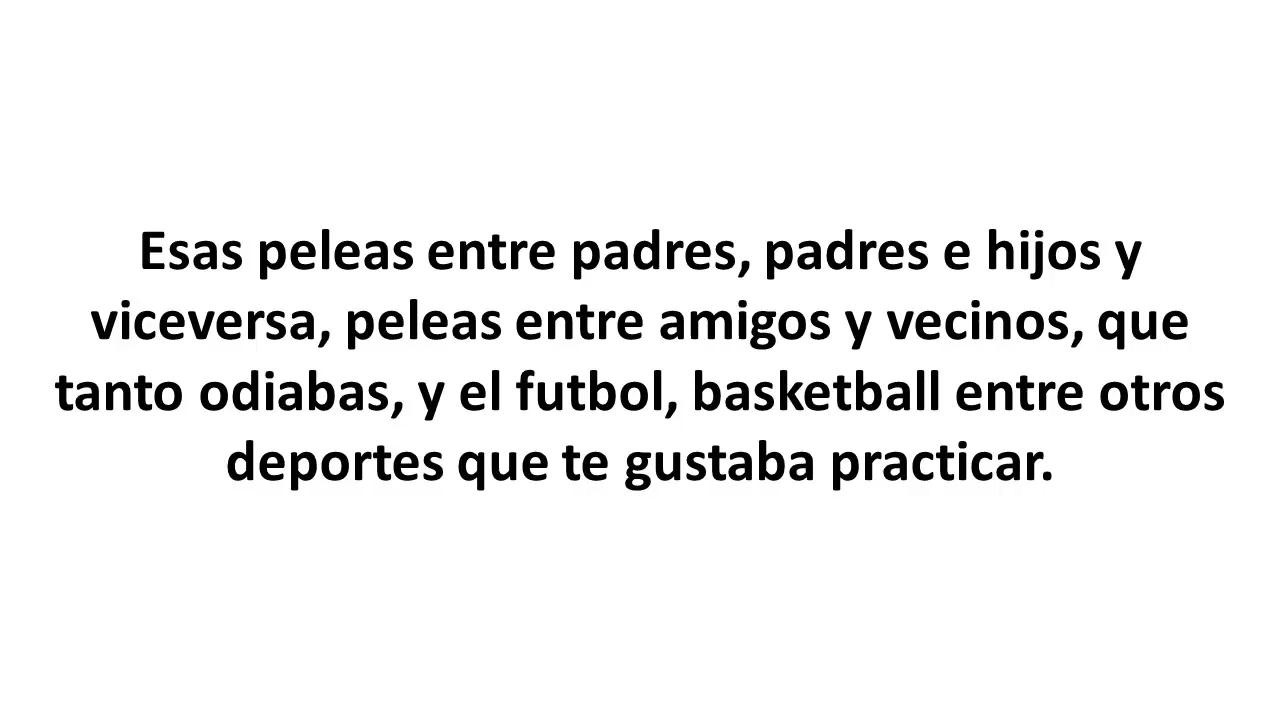 Esas peleas entre padres, padres e hijos y
viceversa, peleas entre amigos y vecinos, que
tanto odiabas, y el futbol, basketball entre otros
deportes que te gustaba practicar.